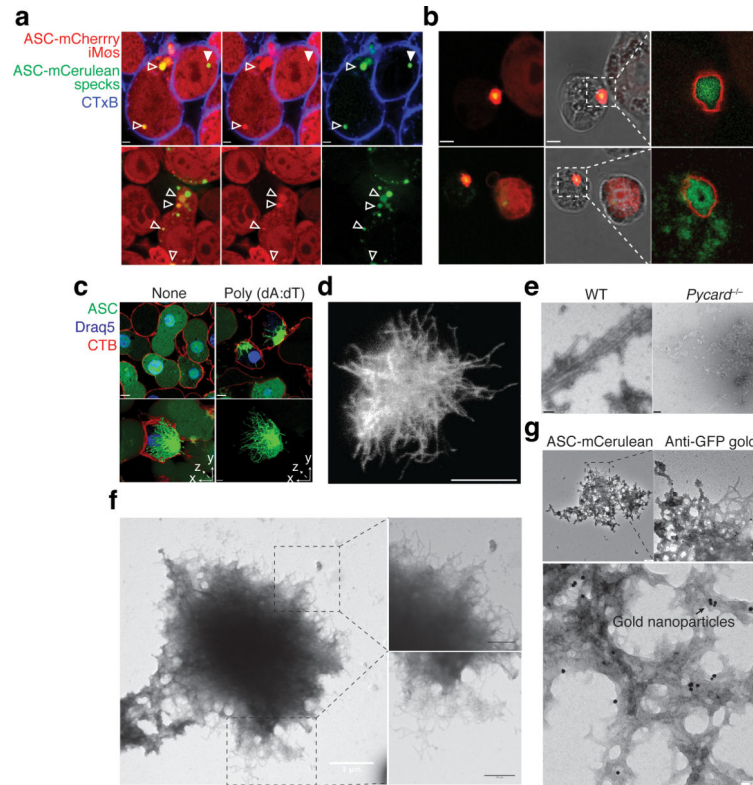 a
ASC-mCherrry
iMøs
ASC-mCerulean
specks
CTxB
b
c
None
Poly (dA:dT)
ASC
Draq5
CTB
z
y
x
z
y
x
d
e
WT
Pycard–/–
g
ASC-mCerulean
Anti-GFP gold
Gold nanoparticles
f